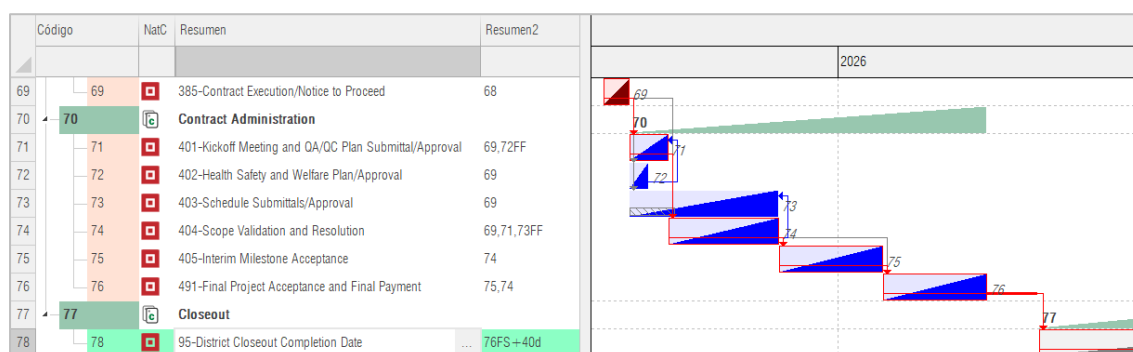 Código NatC Resumen Resumen2
2026
69 69 385-Contract Execution/Notice to Proceed 68 69
70 70 c Contract Administration 70
71 71 401-Kickoff Meeting and QA/QC Plan Submittal/Approval 69,72FF 71
72 72 402-Health Safety and Welfare Plan/Approval 69 72
73 73 403-Schedule Submittals/Approval 69 73
74 74 404-Scope Validation and Resolution 69,71,73FF 74
75 75 405-Interim Milestone Acceptance 74 75
76 76 491-Final Project Acceptance and Final Payment 75,74 76
77 77 c Closeout 77
78 78 95-District Closeout Completion Date ... 76FS+40d